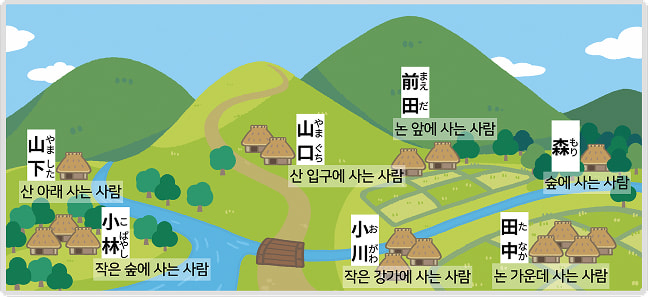 前田
まえ だ
논 앞에 사는 사람
山口
やま ぐち
산 입구에 사는 사람
森
もり
숲에 사는 사람
山下
やま した
산 아래 사는 사람
小林
こ ばやし
작은 숲에 사는 사람
小川
お がわ
작은 강가에 사는 사람
田中
た なか
논 가운데 사는 사람